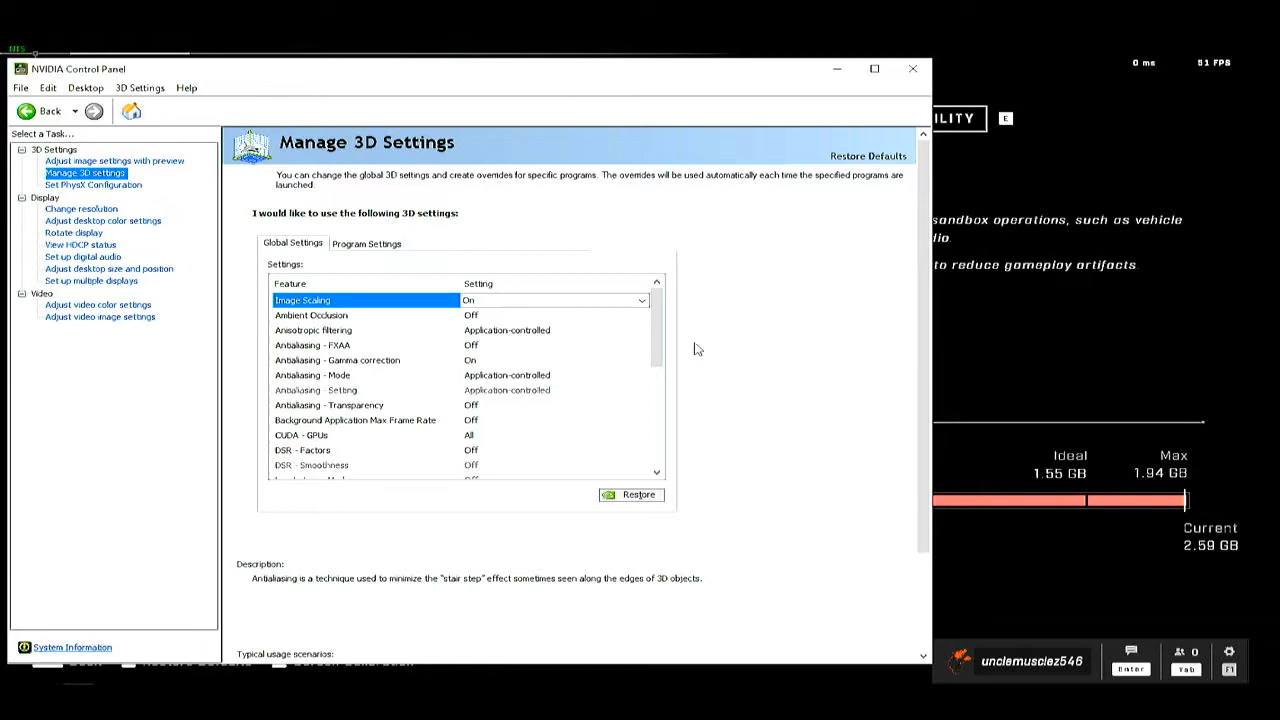 NTS
NVIDIA Control Panel
0 ms 51 FPS
File Edit Desktop 3D Settings Help
Back
ILITY E
Select a Task...
3D Settings
Adjust image settings with preview
Manage 3D settings
Set PhysX Configuration
Display
Change resolution
Adjust desktop color settings
Rotate display
View HDCP status
Set up digital audio
Adjust desktop size and position
Set up multiple displays
Video
Adjust video color settings
Adjust video image settings
System Information
Manage 3D Settings
Restore Defaults
You can change the global 3D settings and create overrides for specific programs. The overrides will be used automatically each time the specified programs are
launched.
I would like to use the following 3D settings:
Global Settings Program Settings
Settings:
Feature Setting
Image Scaling On
Ambient Occlusion Off
Anisotropic filtering Application-controlled
Antialiasing - FXAA Off
Antialiasing - Gamma correction On
Antialiasing - Mode Application-controlled
Antialiasing - Setting Application-controlled
Antialiasing - Transparency Off
Background Application Max Frame Rate Off
CUDA - GPUs All
DSR - Factors Off
DSR - Smoothness Off
Restore
Description:
Antialiasing is a technique used to minimize the "stair step" effect sometimes seen along the edges of 3D objects.
Typical usage scenarios:
sandbox operations, such as vehicle
dio.
to reduce gameplay artifacts.
Ideal Max
1.55 GB 1.94 GB
Current
2.59 GB
unclemusclez546
Enter
0
Tab
F1